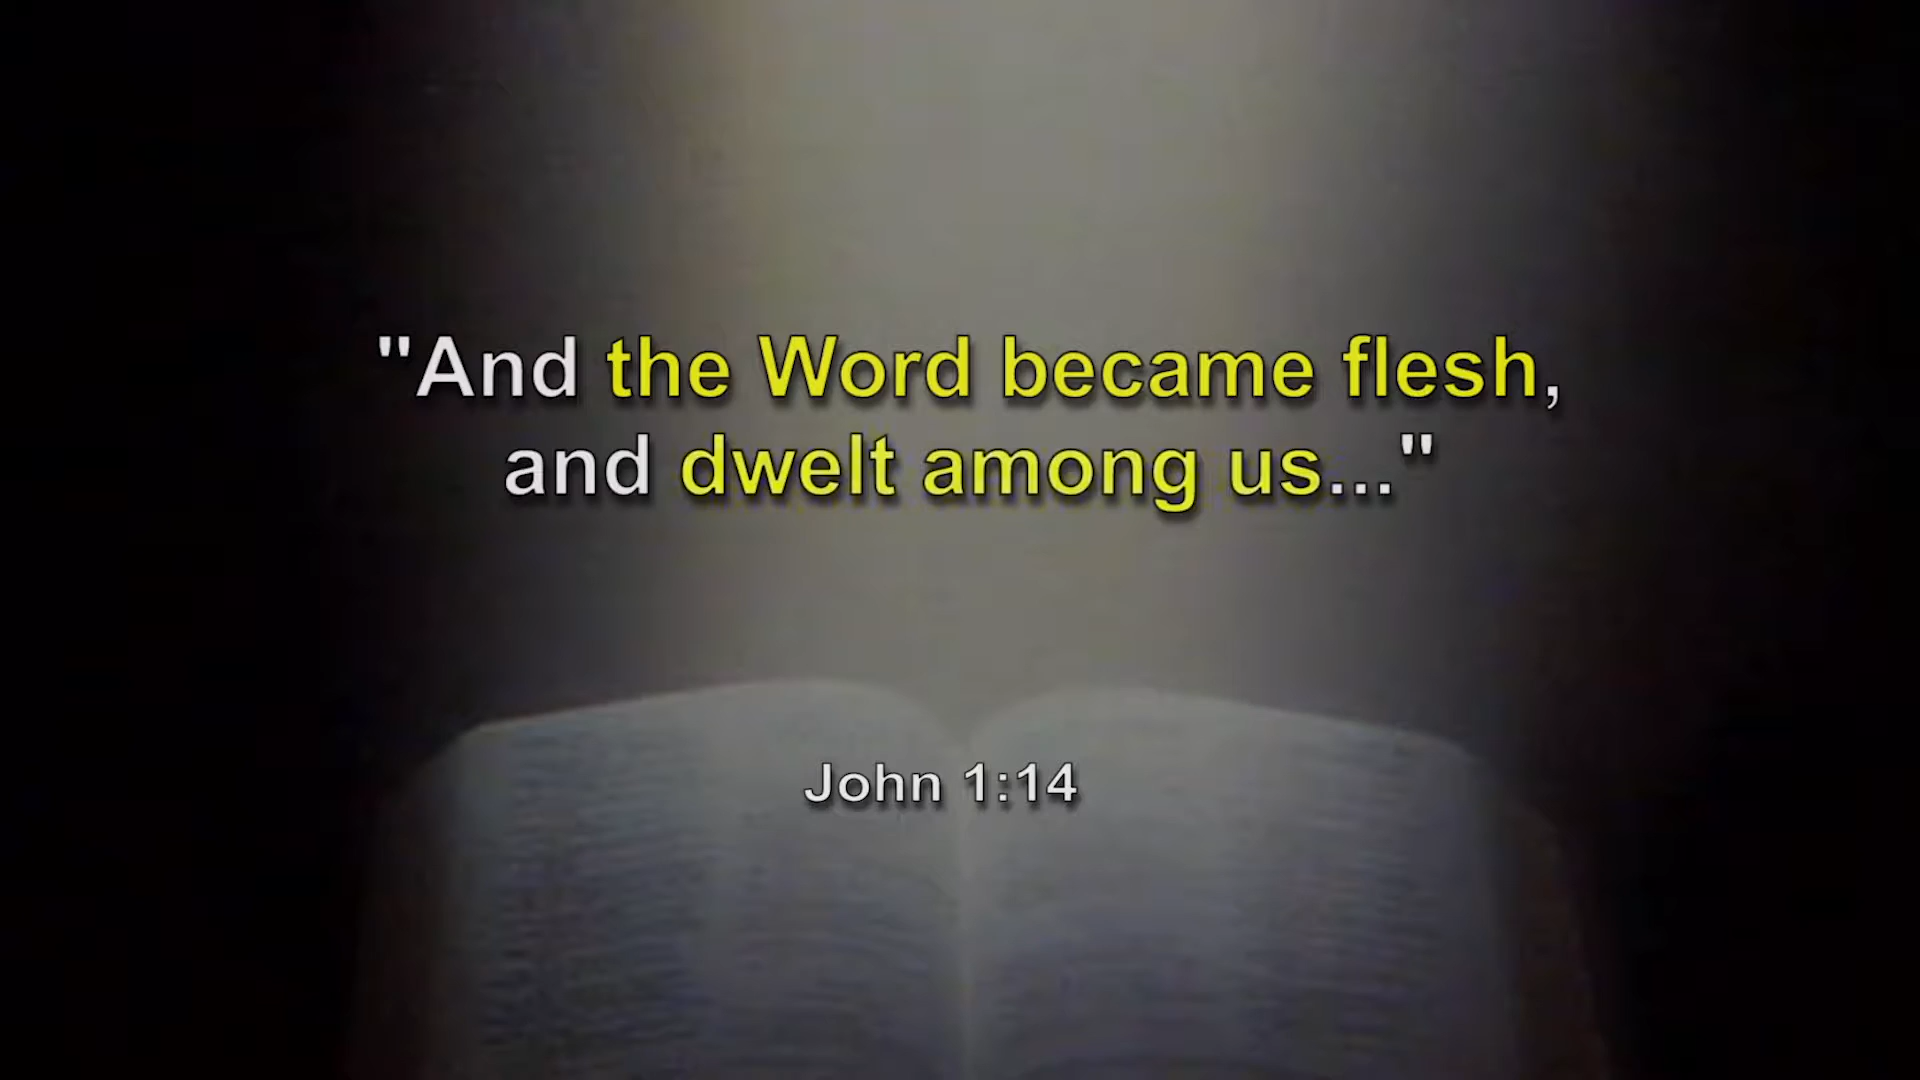 "And the Word became flesh,
and dwelt among us..."
John 1:14